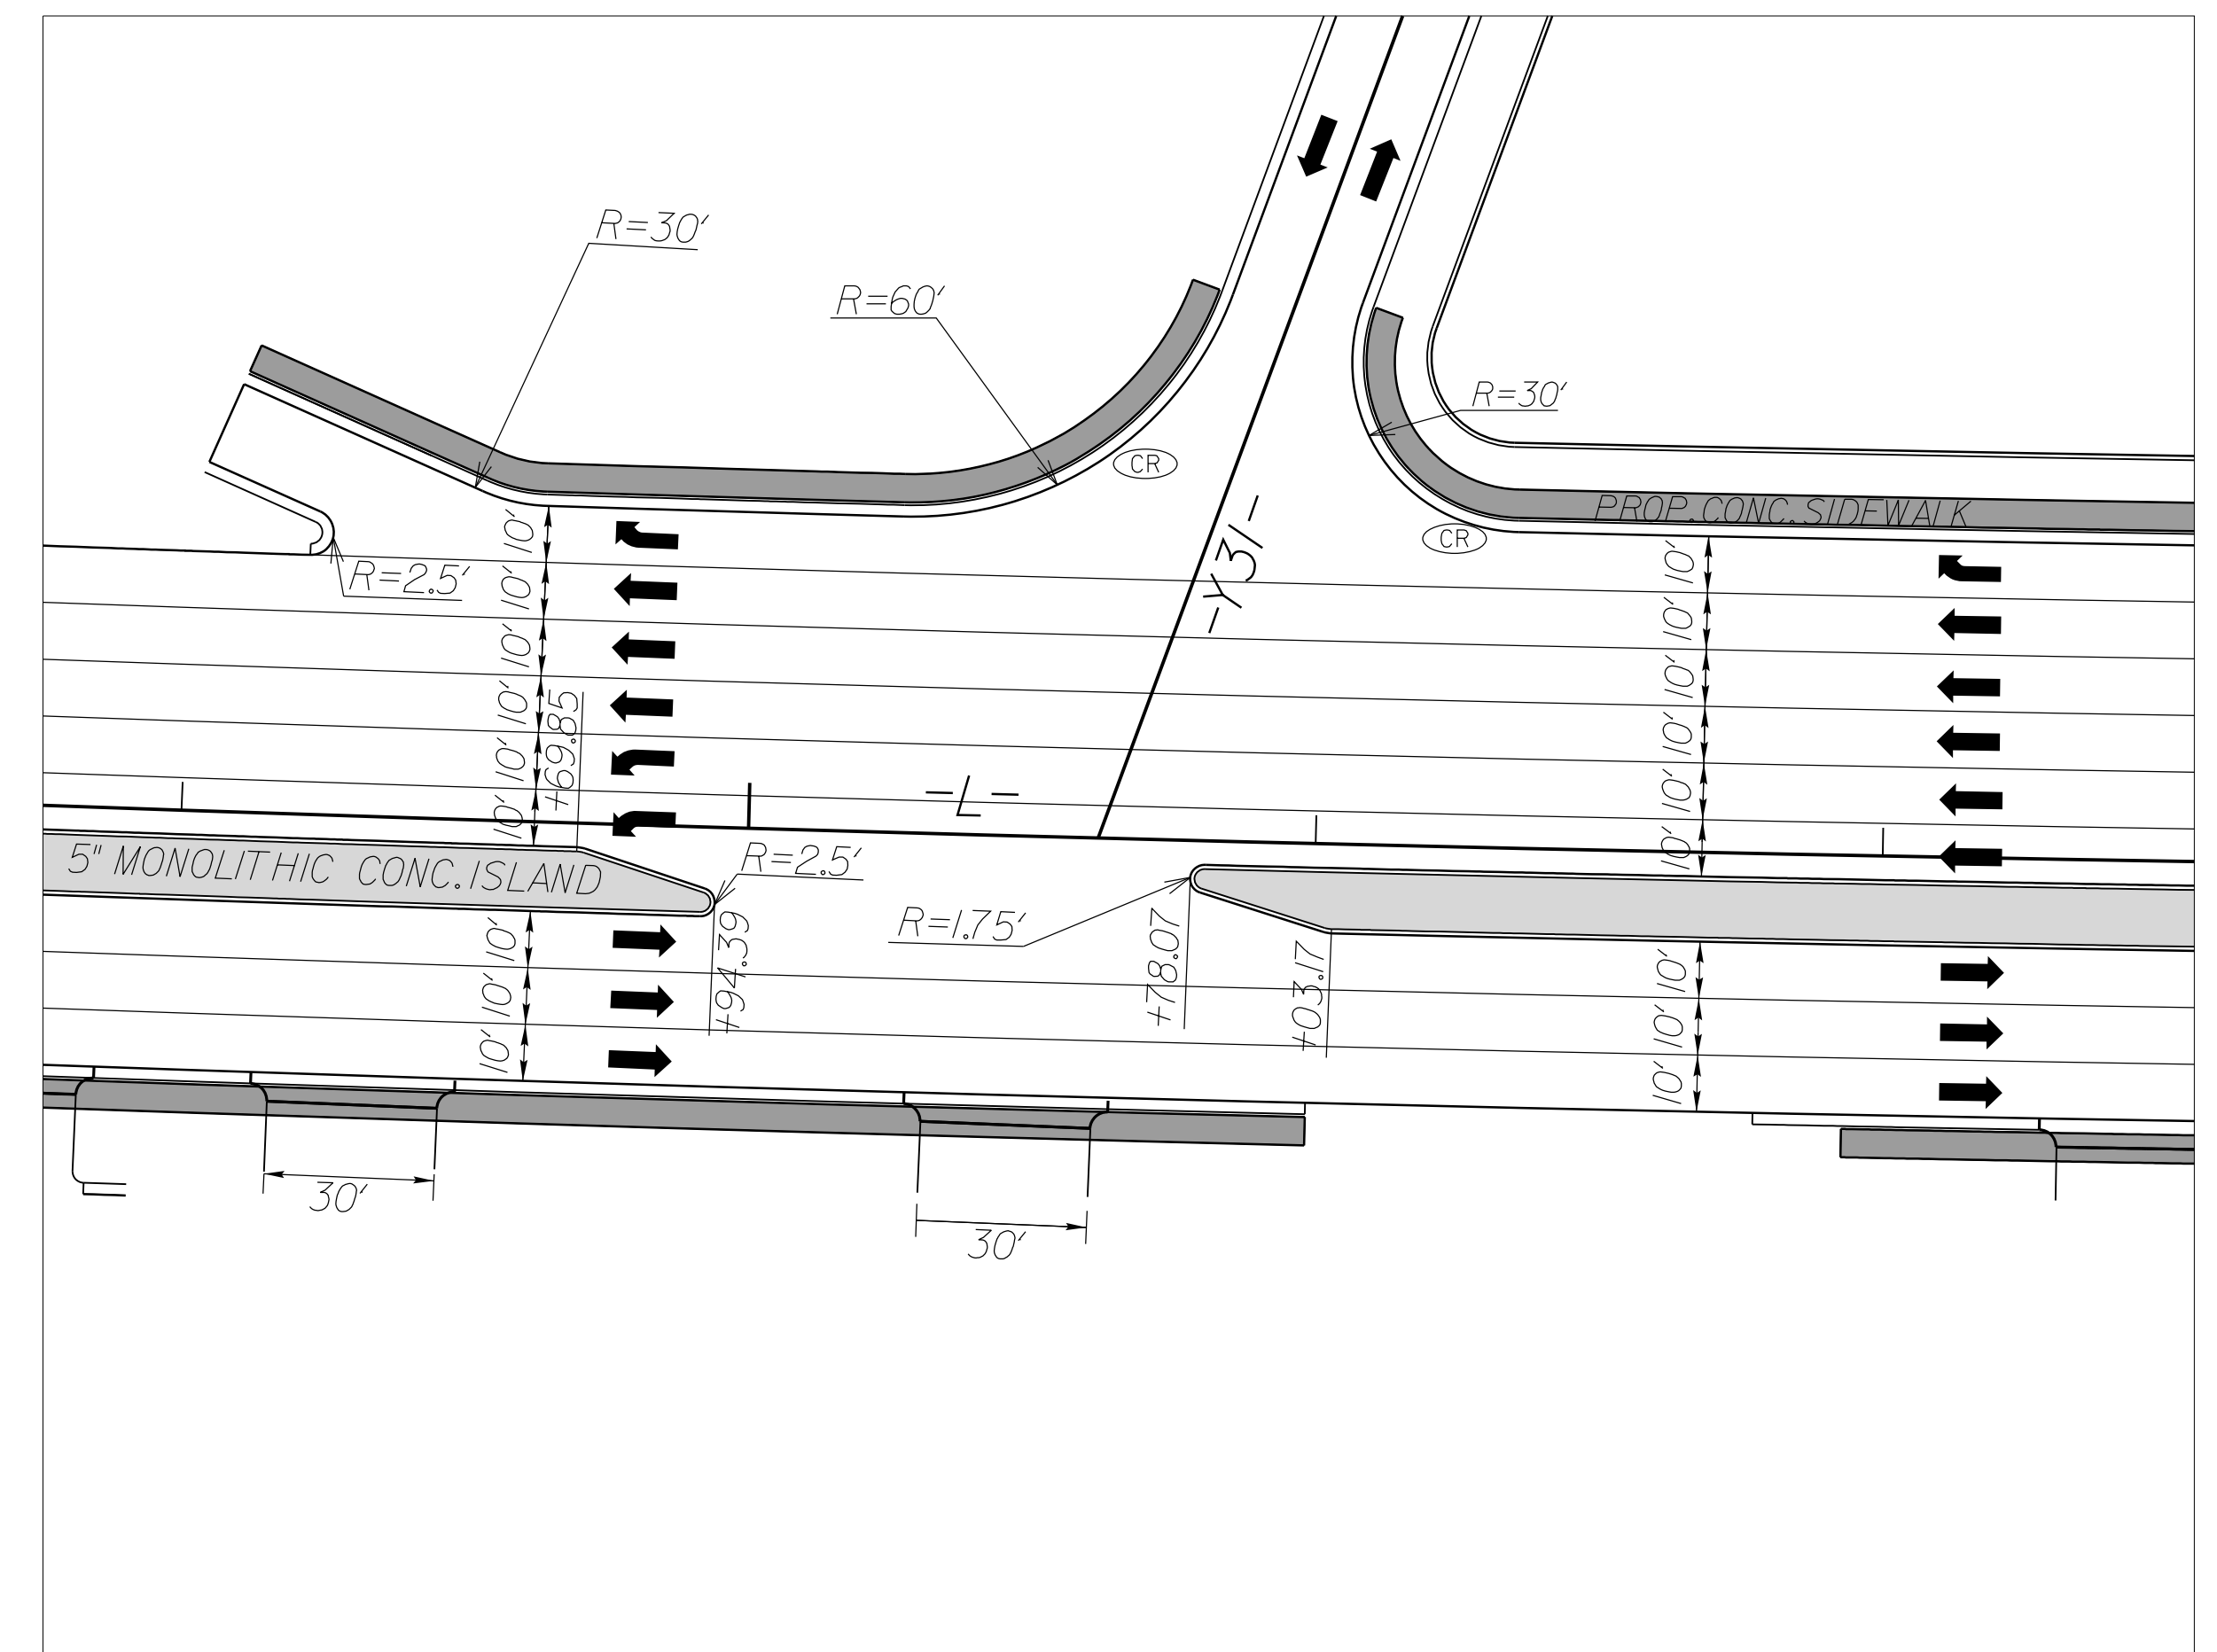 R=30'
R=60'
R=30'
CR
PROP.CONC.SIDEWALK
CR
-Y31-
R=2.5'
10'
10'
10'
10'
10'
10'
10'
10'
10'
10'
10'
10'
+69.85
-L-
5" MONOLITHIC CONC.ISLAND
R=2.5'
R=1.75'
+94.39
+78.07
+03.17
10'
10'
10'
10'
10'
10'
30'
30'